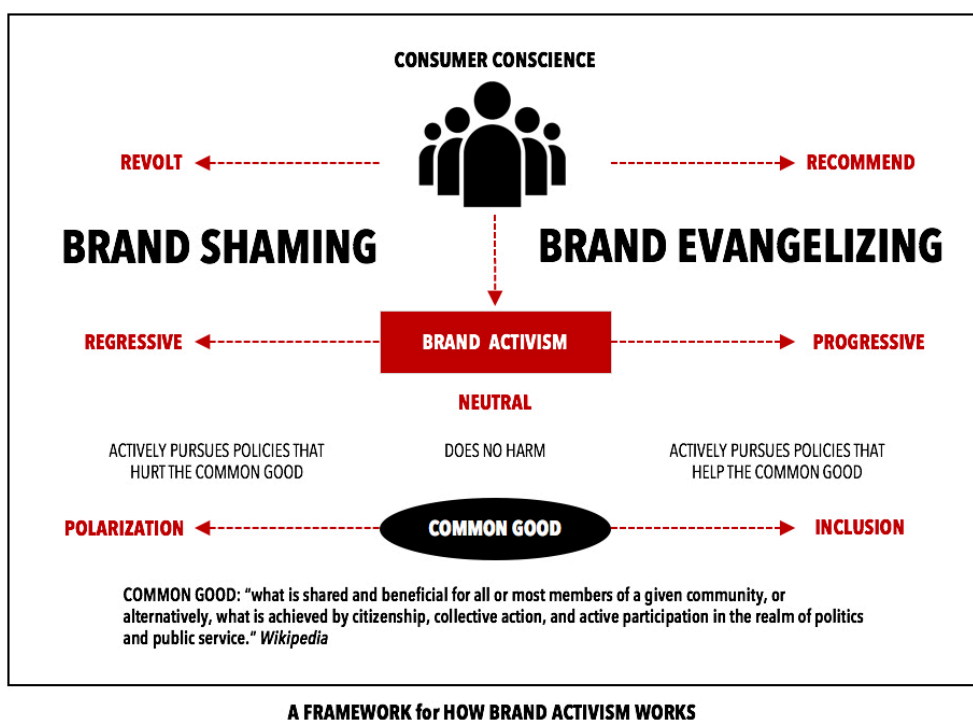 CONSUMER CONSCIENCE
REVOLT
RECOMMEND
BRAND SHAMING
BRAND EVANGELIZING
REGRESSIVE
BRAND ACTIVISM
PROGRESSIVE
NEUTRAL
ACTIVELY PURSUES POLICIES THAT
HURT THE COMMON GOOD
DOES NO HARM
ACTIVELY PURSUES POLICIES THAT
HELP THE COMMON GOOD
POLARIZATION
COMMON GOOD
INCLUSION
COMMON GOOD: “what is shared and beneficial for all or most members of a given community, or
alternatively, what is achieved by citizenship, collective action, and active participation in the realm of politics
and public service.” Wikipedia
A FRAMEWORK for HOW BRAND ACTIVISM WORKS